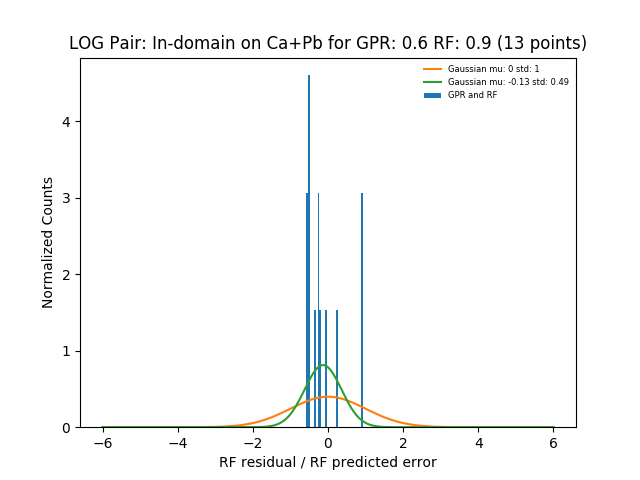 LOG Pair: In-domain on Ca+Pb for GPR: 0.6 RF: 0.9 (13 points)
Gaussian mu: 0 std: 1
Gaussian mu: -0.13 std: 0.49
GPR and RF
Normalized Counts
4
3
2
1
0
−6 −4 −2 0 2 4 6
RF residual / RF predicted error